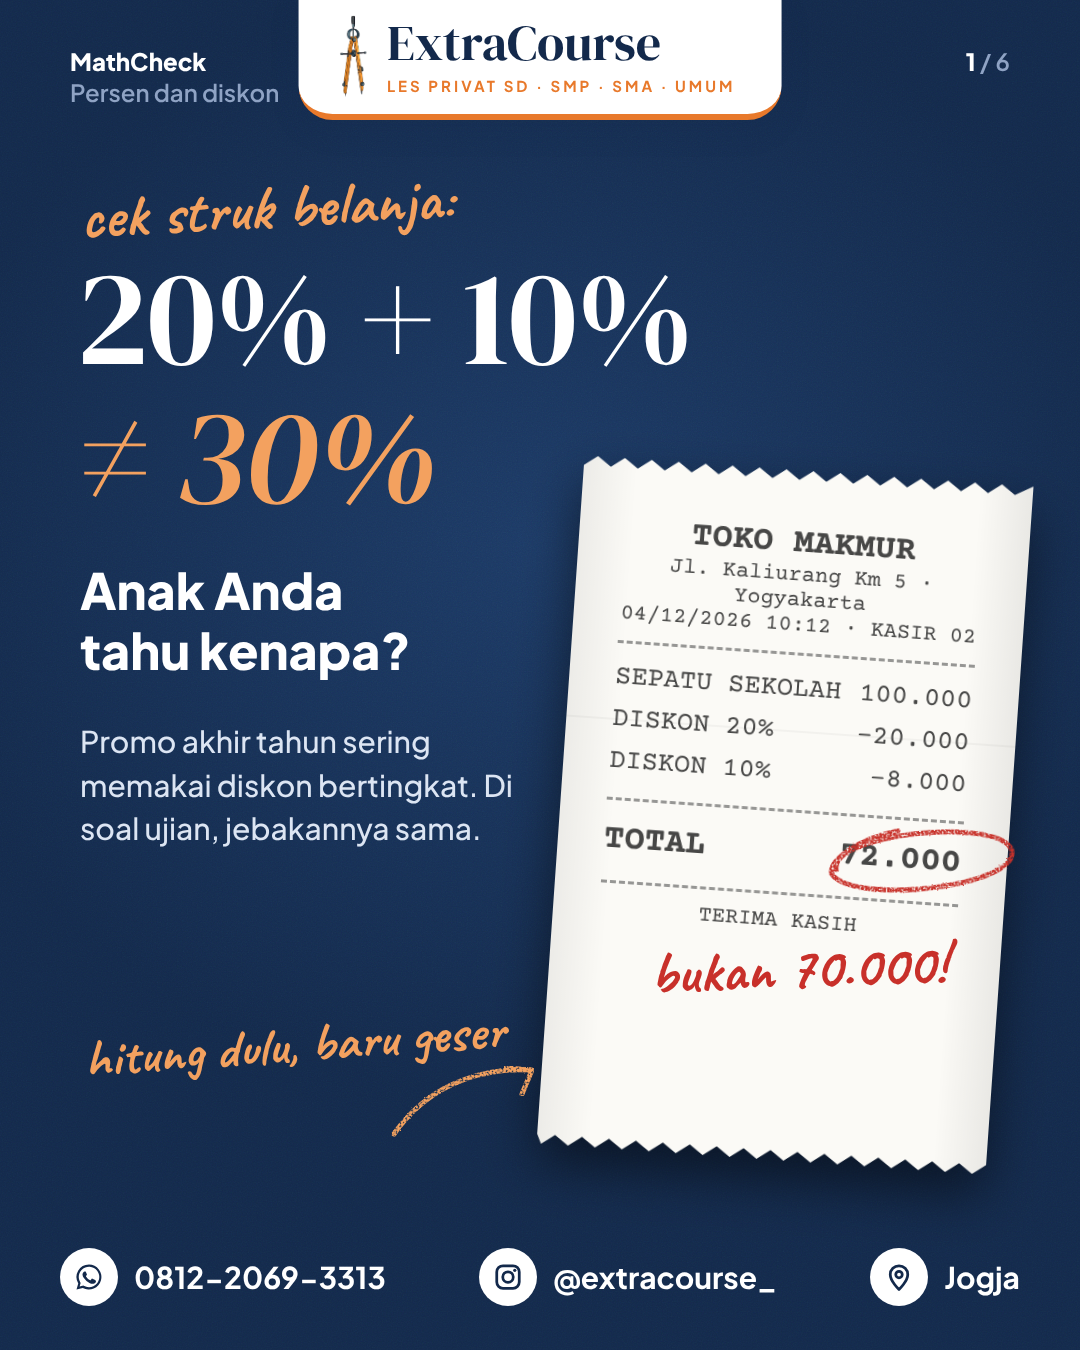 MathCheck
Persen dan diskon
ExtraCourse
LES PRIVAT SD · SMP · SMA · UMUM
1 / 6
cek struk belanja:
20% + 10%
≠ 30%
Anak Anda
tahu kenapa?
Promo akhir tahun sering
memakai diskon bertingkat. Di
soal ujian, jebakannya sama.
TOKO MAKMUR
Jl. Kaliurang Km 5 ·
Yogyakarta
04/12/2026 10:12 · KASIR 02
SEPATU SEKOLAH 100.000
DISKON 20% −20.000
DISKON 10% −8.000
TOTAL 72.000
TERIMA KASIH
bukan 70.000!
hitung dulu, baru geser
0812-2069-3313
@extracourse_
Jogja